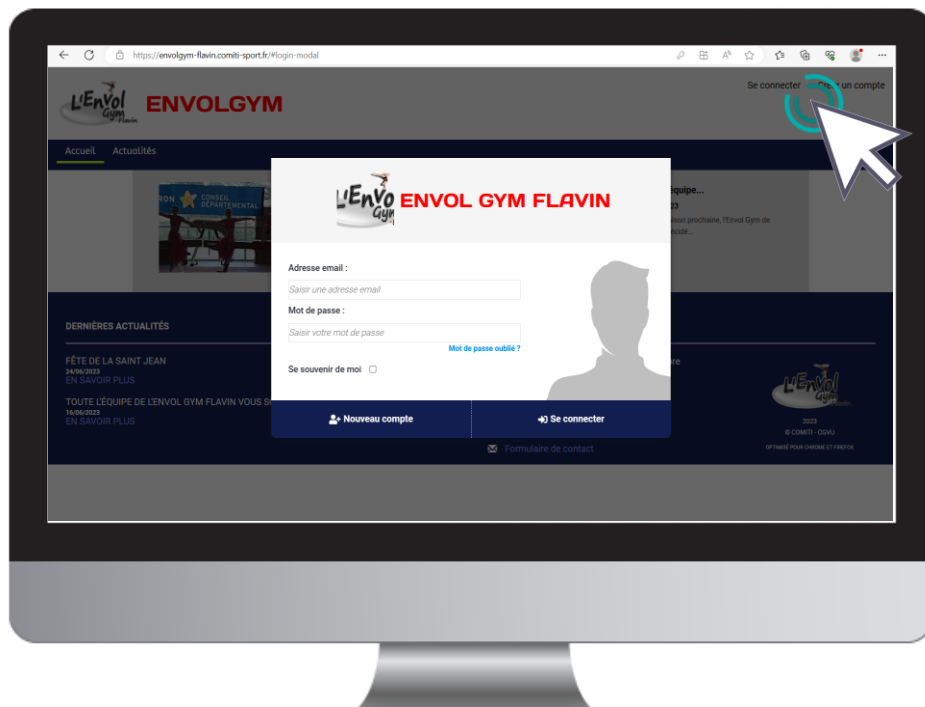 https://envolgym-flavin.comiti-sport.fr/#login-modal
L'Envol
Gym
Flavin
ENVOLGYM
Se connecter
un compte
Accueil Actualités
CONSEIL
DÉPARTEMENTAL
équipe...
23
ison prochaine, l'Envol Gym de
L'Envo
Gym
ENVOL GYM FLAVIN
Adresse email :
Saisir une adresse email
Mot de passe :
Saisir votre mot de passe
Mot de passe oublié ?
Se souvenir de moi
Nouveau compte
Se connecter
DERNIÈRES ACTUALITÉS
FÊTE DE LA SAINT JEAN
24/06/2023
EN SAVOIR PLUS
TOUTE L'ÉQUIPE DE L'ENVOL GYM FLAVIN VOUS
16/06/2023
EN SAVOIR PLUS
Formulaire de contact
L'Envol
Gym
2023
© COMITI - CGVU
OPTIMISÉ POUR CHROME ET FIREFOX